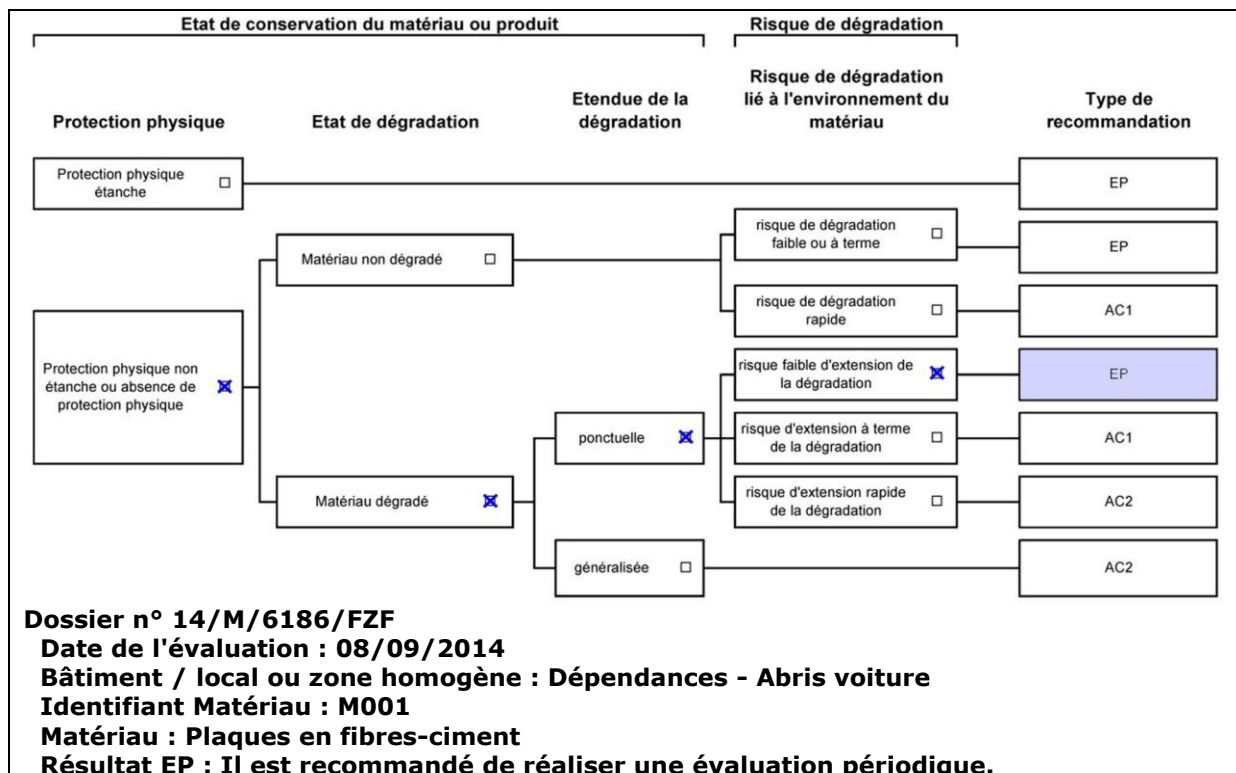 Etat de conservation du matériau ou produit
Risque de dégradation
Protection physique
Etat de dégradation
Etendue de la
dégradation
Risque de dégradation
lié à l'environnement du
matériau
Type de
recommandation
Protection physique
étanche
EP
Matériau non dégradé
risque de dégradation
faible ou à terme
EP
risque de dégradation
rapide
AC1
Protection physique non
étanche ou absence de
protection physique
risque faible d'extension de
la dégradation
EP
ponctuelle
risque d'extension à terme
de la dégradation
AC1
Matériau dégradé
risque d'extension rapide
de la dégradation
AC2
généralisée
AC2
Dossier n° 14/M/6186/FZF
Date de l'évaluation : 08/09/2014
Bâtiment / local ou zone homogène : Dépendances - Abris voiture
Identifiant Matériau : M001
Matériau : Plaques en fibres-ciment
Résultat EP : Il est recommandé de réaliser une évaluation périodique.